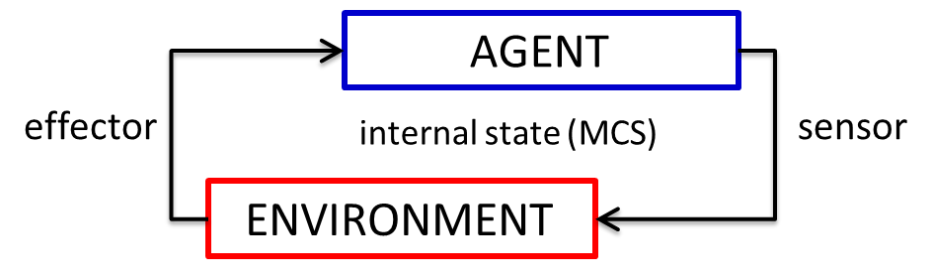 AGENT
effector
internal state (MCS)
sensor
ENVIRONMENT